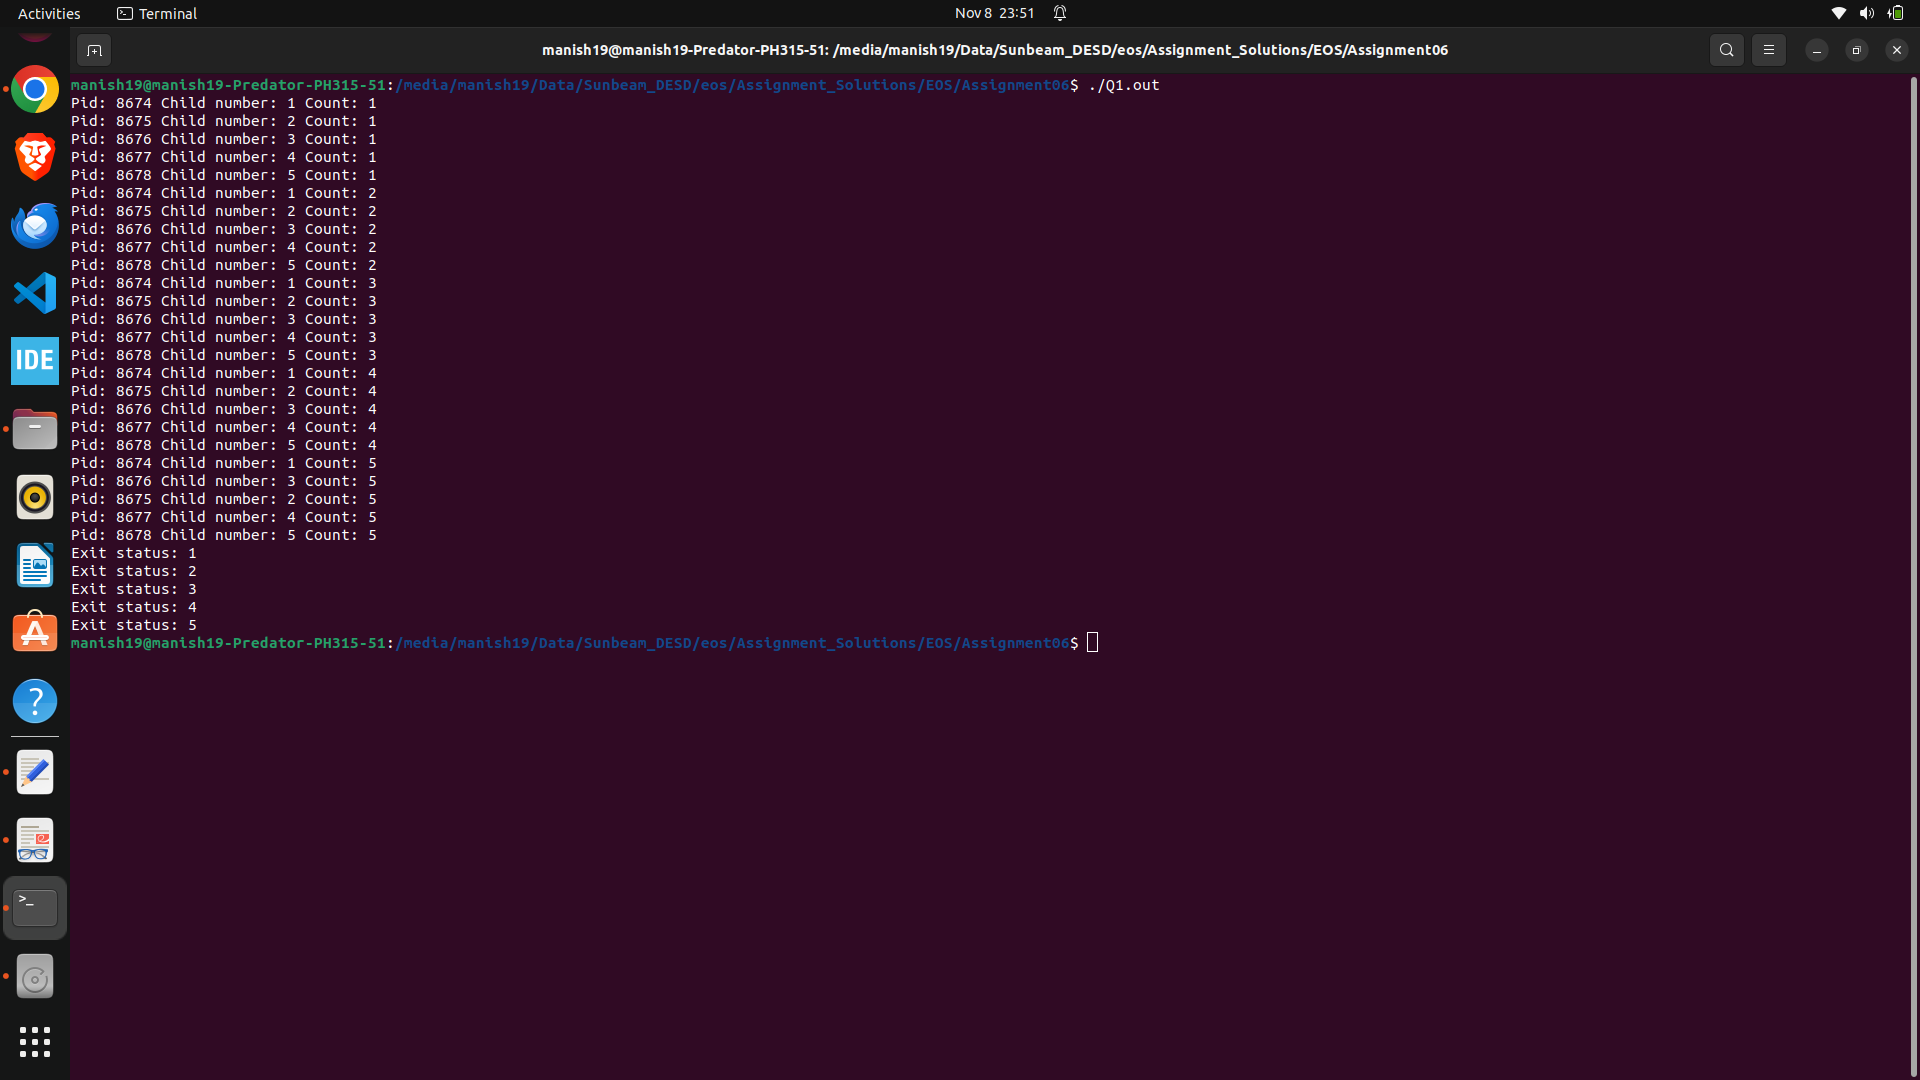 Activities
Terminal
Nov 8 23:51
manish19@manish19-Predator-PH315-51: /media/manish19/Data/Sunbeam_DESD/eos/Assignment_Solutions/EOS/Assignment06
manish19@manish19-Predator-PH315-51:/media/manish19/Data/Sunbeam_DESD/eos/Assignment_Solutions/EOS/Assignment06$ ./Q1.out
Pid: 8674 Child number: 1 Count: 1
Pid: 8675 Child number: 2 Count: 1
Pid: 8676 Child number: 3 Count: 1
Pid: 8677 Child number: 4 Count: 1
Pid: 8678 Child number: 5 Count: 1
Pid: 8674 Child number: 1 Count: 2
Pid: 8675 Child number: 2 Count: 2
Pid: 8676 Child number: 3 Count: 2
Pid: 8677 Child number: 4 Count: 2
Pid: 8678 Child number: 5 Count: 2
Pid: 8674 Child number: 1 Count: 3
Pid: 8675 Child number: 2 Count: 3
Pid: 8676 Child number: 3 Count: 3
Pid: 8677 Child number: 4 Count: 3
Pid: 8678 Child number: 5 Count: 3
Pid: 8674 Child number: 1 Count: 4
Pid: 8675 Child number: 2 Count: 4
Pid: 8676 Child number: 3 Count: 4
Pid: 8677 Child number: 4 Count: 4
Pid: 8678 Child number: 5 Count: 4
Pid: 8674 Child number: 1 Count: 5
Pid: 8676 Child number: 3 Count: 5
Pid: 8675 Child number: 2 Count: 5
Pid: 8677 Child number: 4 Count: 5
Pid: 8678 Child number: 5 Count: 5
Exit status: 1
Exit status: 2
Exit status: 3
Exit status: 4
Exit status: 5
manish19@manish19-Predator-PH315-51:/media/manish19/Data/Sunbeam_DESD/eos/Assignment_Solutions/EOS/Assignment06$
IDE